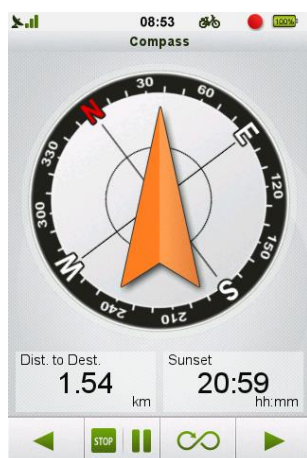 08:53
100%
Compass
N
30
60
E
120
150
S
210
240
W
300
330
Dist. to Dest.
1.54
km
Sunset
20:59
hh:mm
STOP